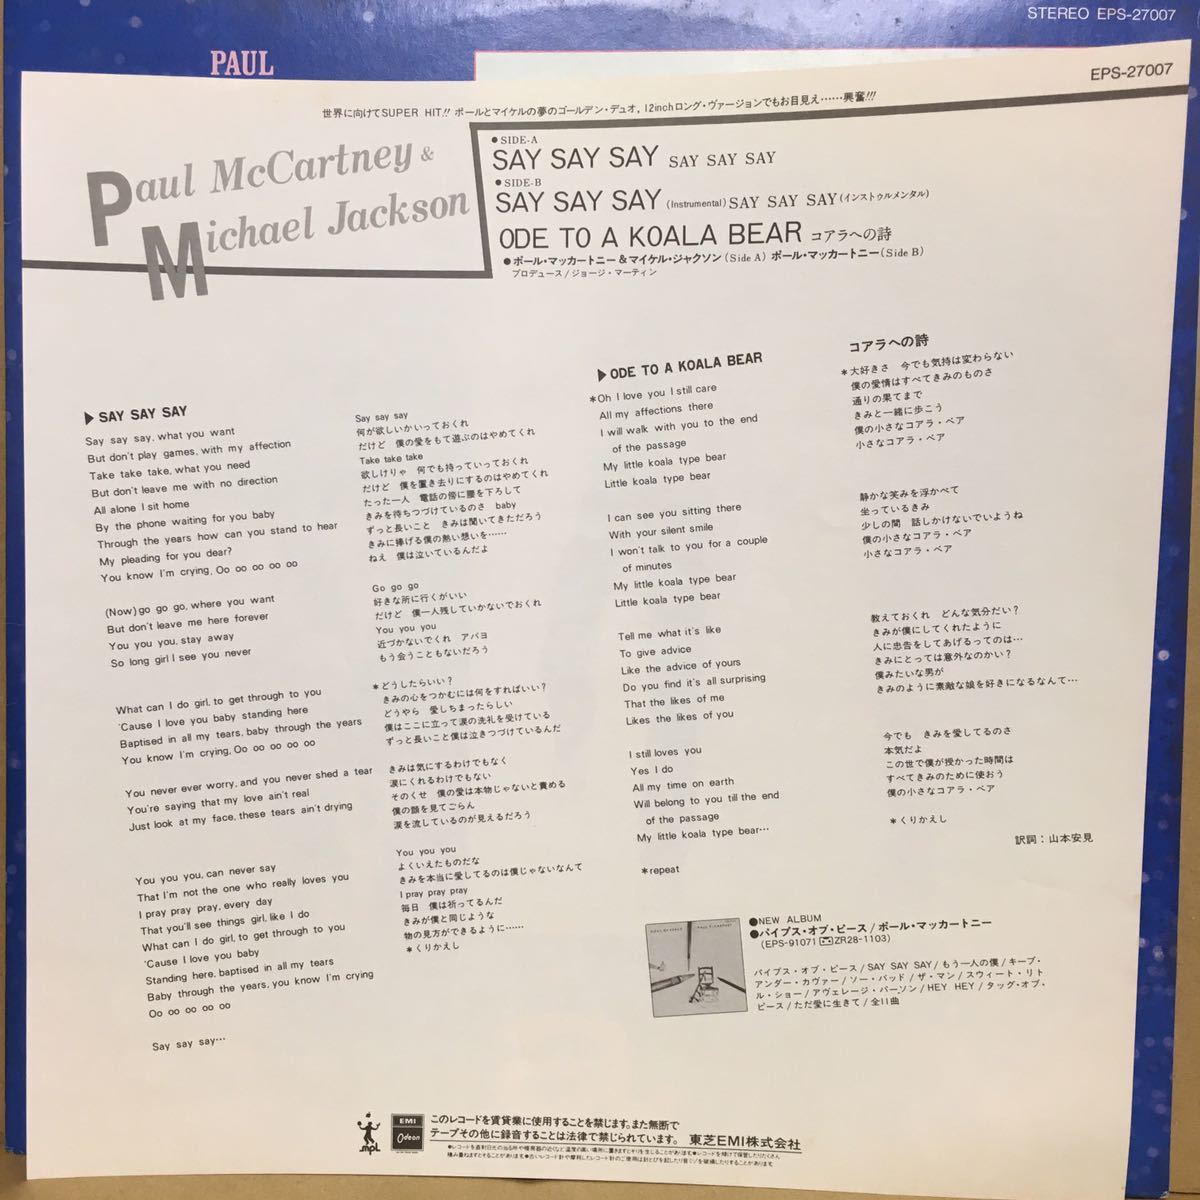 STEREO EPS-27007
PAUL
EPS-27007
世界に向けてSUPER HIT!! ポールとマイケルの夢のゴールデン・デュオ, 12inchロング・ヴァージョンでもお目見え……興奮!!!
Paul McCartney &
Michael Jackson
●SIDE-A
SAY SAY SAY SAY SAY SAY
●SIDE-B
SAY SAY SAY (Instrumental) SAY SAY SAY (インストゥルメンタル)
ODE TO A KOALA BEAR コアラへの詩
●ポール・マッカートニー&マイケル・ジャクソン (Side A) ポール・マッカートニー (Side B)
プロデュース/ジョージ・マーティン
▶ SAY SAY SAY
Say say say, what you want
But don't play games, with my affection
Take take take, what you need
But don't leave me with no direction
All alone I sit home
By the phone waiting for you baby
Through the years how can you stand to hear
My pleading for you dear?
You know I'm crying, Oo oo oo oo oo
(Now) go go go, where you want
But don't leave me here forever
You you you, stay away
So long girl I see you never
What can I do girl, to get through to you
'Cause I love you baby standing here
Baptised in all my tears, baby through the years
You know I'm crying, Oo oo oo oo oo
You never ever worry, and you never shed a tear
You're saying that my love ain't real
Just look at my face, these tears ain't drying
You you you, can never say
That I'm not the one who really loves you
I pray pray pray, every day
That you'll see things girl, like I do
What can I do girl, to get through to you
'Cause I love you baby
Standing here, baptised in all my tears
Baby through the years, you know I'm crying
Oo oo oo oo oo
Say say say…
Say say say
何が欲しいかいっておくれ
だけど 僕の愛をもて遊ぶのはやめてくれ
Take take take
欲しけりゃ 何でも持っていっておくれ
だけど 僕を置き去りにするのはやめてくれ
たった一人 電話の傍に腰を下ろして
きみを待ちつづけているのさ baby
ずっと長いこと きみは聞いてきただろう
きみに捧げる僕の熱い想いを……
ねえ 僕は泣いているんだよ
Go go go
好きな所に行くがいい
だけど 僕一人残していかないでおくれ
You you you
近づかないでくれ アバヨ
もう会うこともないだろう
*どうしたらいい?
きみの心をつかむには何をすればいい?
どうやら 愛しちまったらしい
僕はここに立って涙の洗礼を受けている
ずっと長いこと僕は泣きつづけているんだ
きみは気にするわけでもなく
涙にくれるわけでもない
そのくせ 僕の愛は本物じゃないと責める
僕の顔を見てごらん
涙を流しているのが見えるだろう
You you you
よくいえたものだな
きみを本当に愛してるのは僕じゃないなんて
I pray pray pray
毎日 僕は祈ってるんだ
きみが僕と同じような
物の見方ができるように……
*くりかえし
▶ ODE TO A KOALA BEAR
*Oh I love you I still care
All my affections there
I will walk with you to the end
of the passage
My little koala type bear
Little koala type bear
I can see you sitting there
With your silent smile
I won't talk to you for a couple
of minutes
My little koala type bear
Little koala type bear
Tell me what it's like
To give advice
Like the advice of yours
Do you find it's all surprising
That the likes of me
Likes the likes of you
I still loves you
Yes I do
All my time on earth
Will belong to you till the end
of the passage
My little koala type bear…
*repeat
コアラへの詩
*大好きさ 今でも気持は変わらない
僕の愛情はすべてきみのものさ
通りの果てまで
きみと一緒に歩こう
僕の小さなコアラ・ベア
小さなコアラ・ベア
静かな笑みを浮かべて
坐っているきみ
少しの間 話しかけないでいようね
僕の小さなコアラ・ベア
小さなコアラ・ベア
教えておくれ どんな気分だい?
きみが僕にしてくれたように
人に忠告をしてあげるってのは…
きみにとっては意外なのかい?
僕みたいな男が
きみのように素敵な娘を好きになるなんて…
今でも きみを愛してるのさ
本気だよ
この世で僕が授かった時間は
すべてきみのために使おう
僕の小さなコアラ・ベア
*くりかえし
訳詞:山本安見
●NEW ALBUM
●パイプス・オブ・ピース/ポール・マッカートニー
(EPS-91071 ZR28-1103)
パイプス・オブ・ピース/SAY SAY SAY/もう一人の僕/キープ・
アンダー・カヴァー/ソー・バッド/ザ・マン/スウィート・リト
ル・ショー/アヴェレージ・パーソン/HEY HEY/タッグ・オブ・
ピース/ただ愛に生きて/全11曲
mpl
EMI
Odeon
このレコードを賃貸業に使用することを禁じます。また無断で
テープその他に録音することは法律で禁じられています。 東芝EMI株式会社